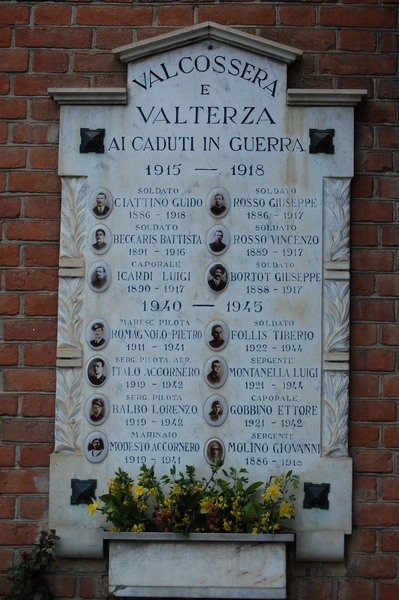 VALCOSSERA
E
VALTERZA
AI CADUTI IN GUERRA
1915 — 1918
SOLDATO
CIATTINO GUIDO
1886 - 1918
SOLDATO
ROSSO GIUSEPPE
1886 - 1917
SOLDATO
BECCARIS BATTISTA
1891 - 1916
SOLDATO
ROSSO VINCENZO
1889 - 1917
CAPORALE
ICARDI LUIGI
1890 - 1917
SOLDATO
BORTOT GIUSEPPE
1888 - 1917
1940 — 1945
MARESC. PILOTA
ROMAGNOLO PIETRO
1911 - 1941
SOLDATO
FOLLIS TIBERIO
1922 - 1944
SERG. PILOTA AER.
ITALO ACCORNERO
1919 - 1942
SERGENTE
MONTANELLA LUIGI
1921 - 1944
SERG. PILOTA
BALBO LORENZO
1919 - 1942
CAPORALE
GOBBINO ETTORE
1921 - 1942
MARINAIO
MODESTO ACCORNERO
1919 - 1941
SERGENTE
MOLINO GIOVANNI
1886 - 1918